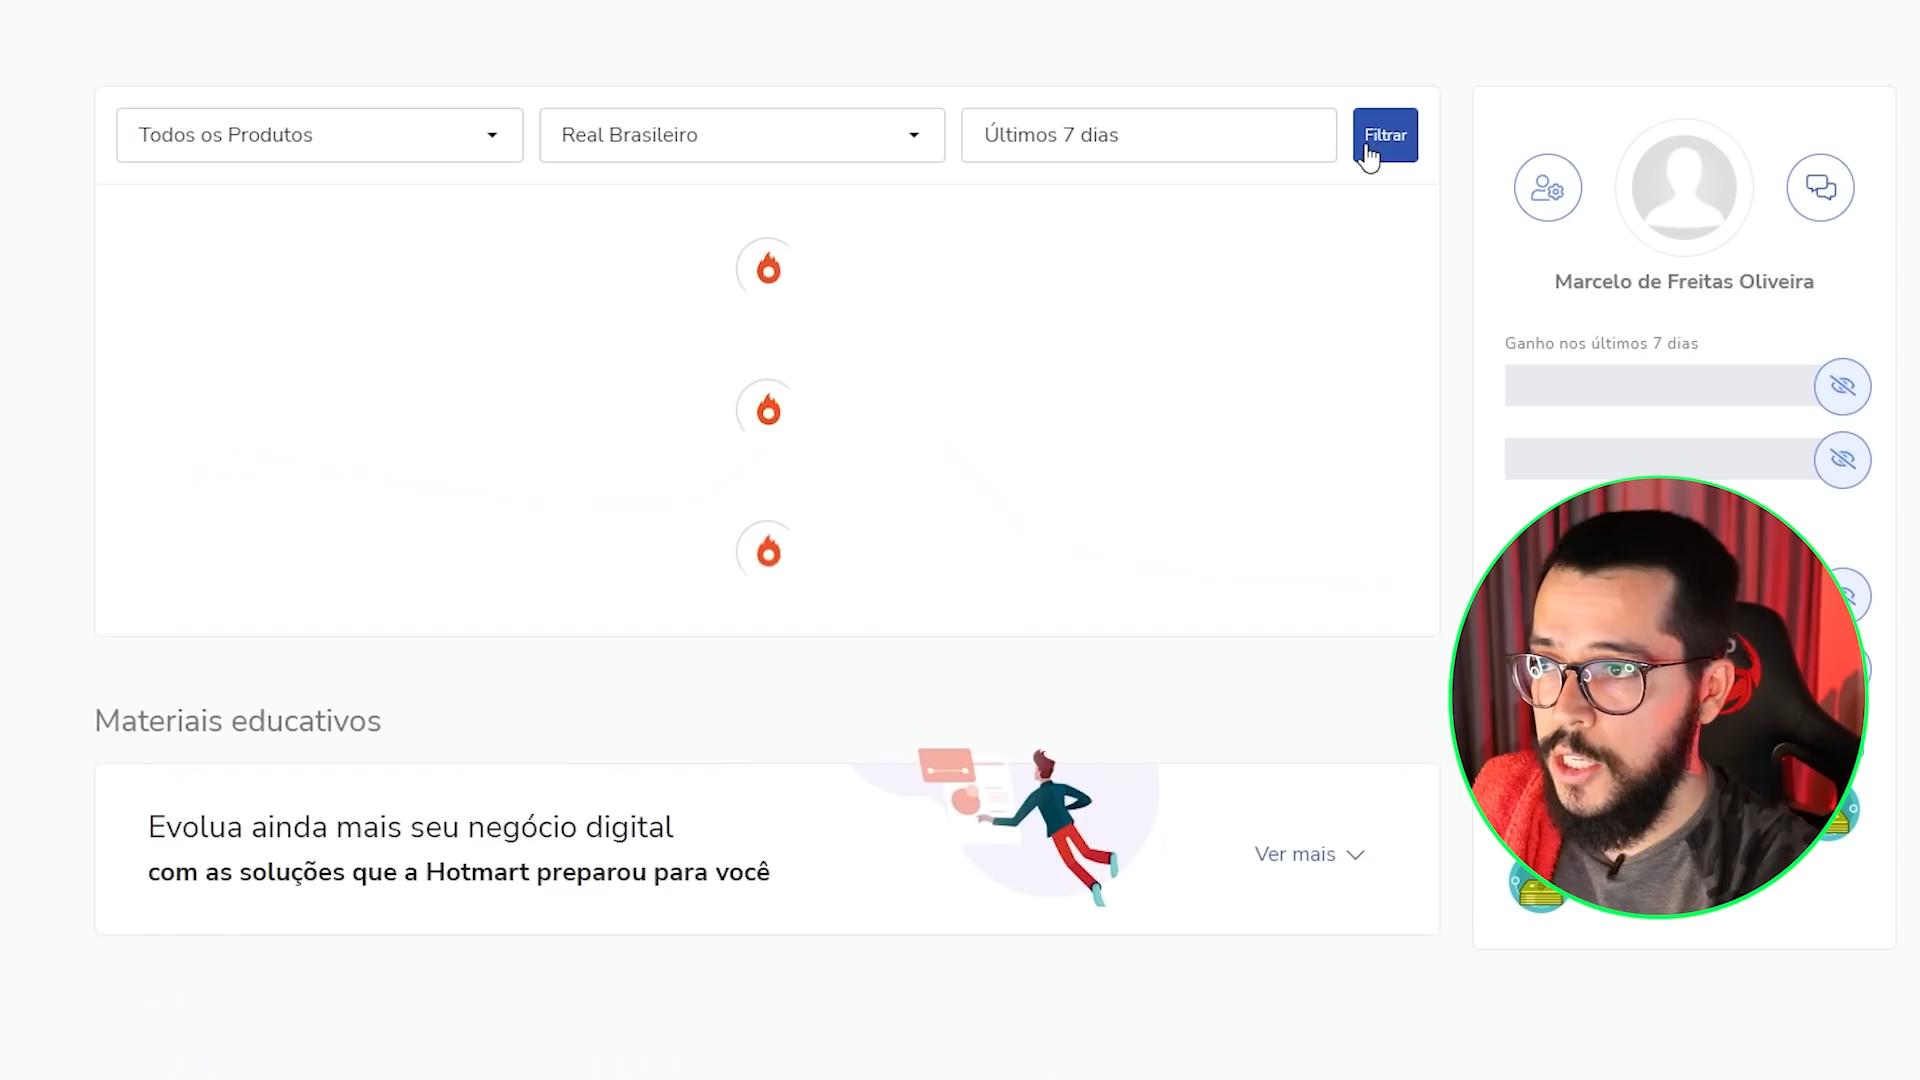 Todos os Produtos
Real Brasileiro
Últimos 7 dias
Filtrar
Marcelo de Freitas Oliveira
Ganho nos últimos 7 dias
Materiais educativos
Evolua ainda mais seu negócio digital
com as soluções que a Hotmart preparou para você
Ver mais